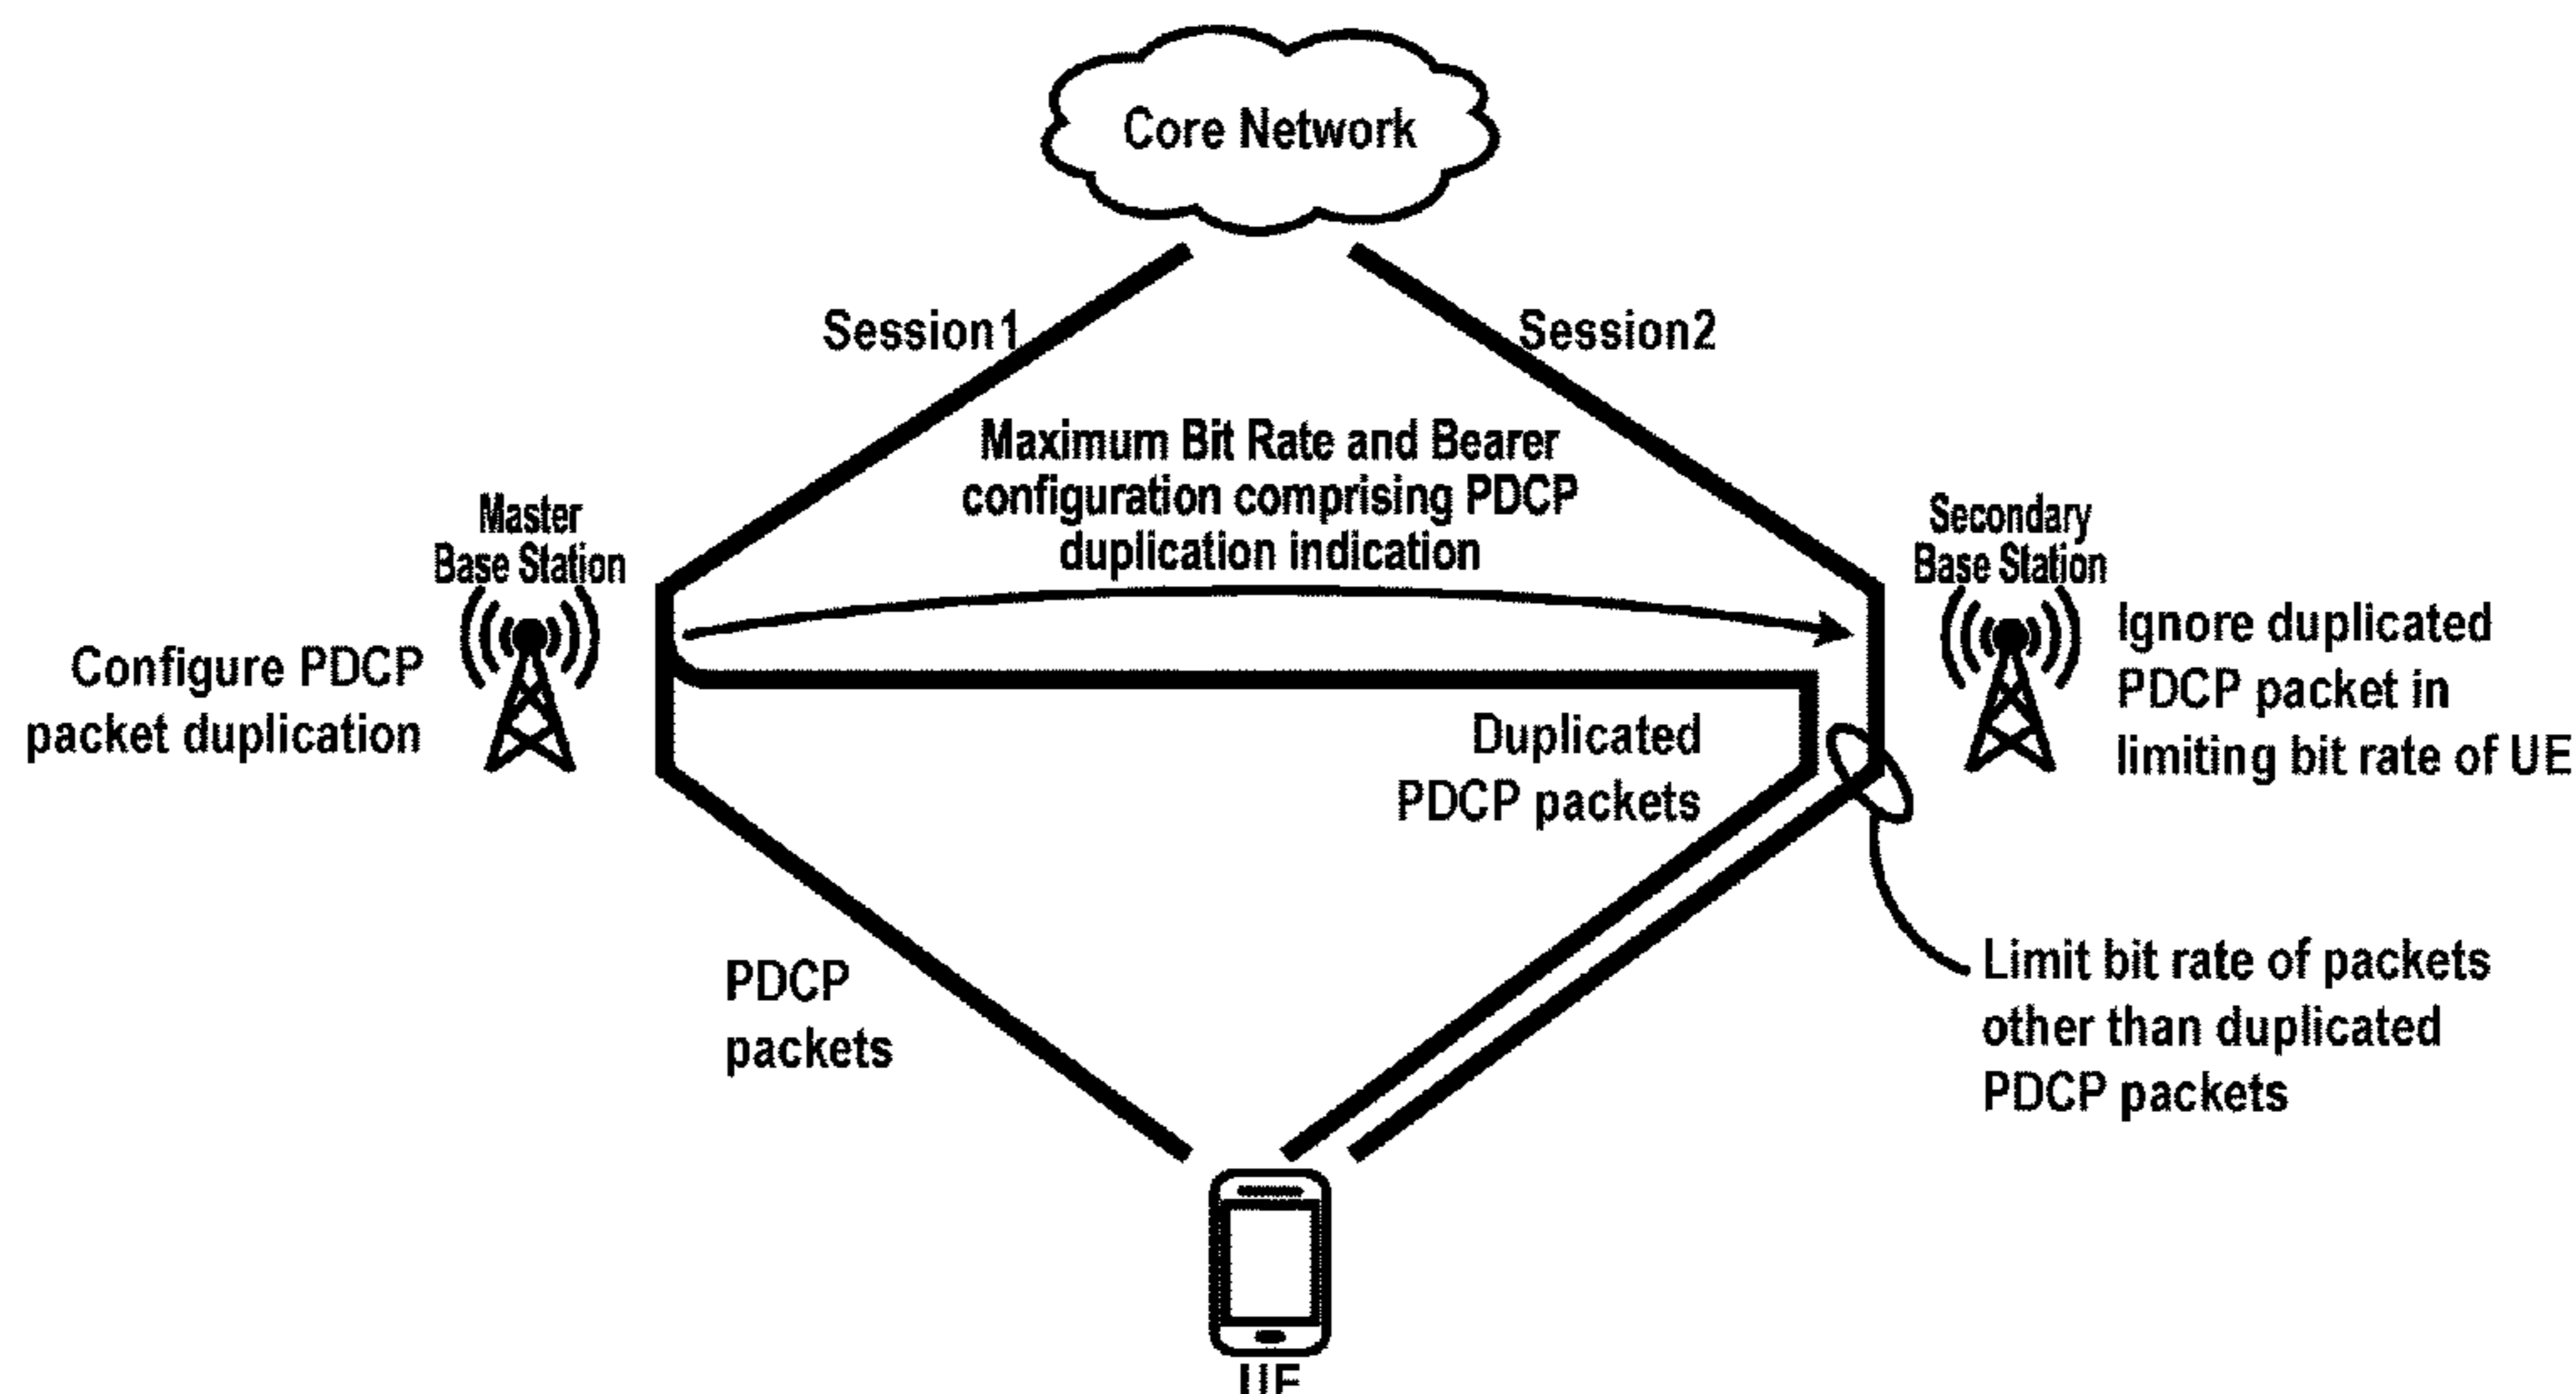 Core Network
Session1
Session2
Maximum Bit Rate and Bearer
configuration comprising PDCP
duplication indication
Master
Base Station
Secondary
Base Station
Configure PDCP
packet duplication
Ignore duplicated
PDCP packet in
limiting bit rate of UE
Duplicated
PDCP packets
PDCP
packets
Limit bit rate of packets
other than duplicated
PDCP packets
UE